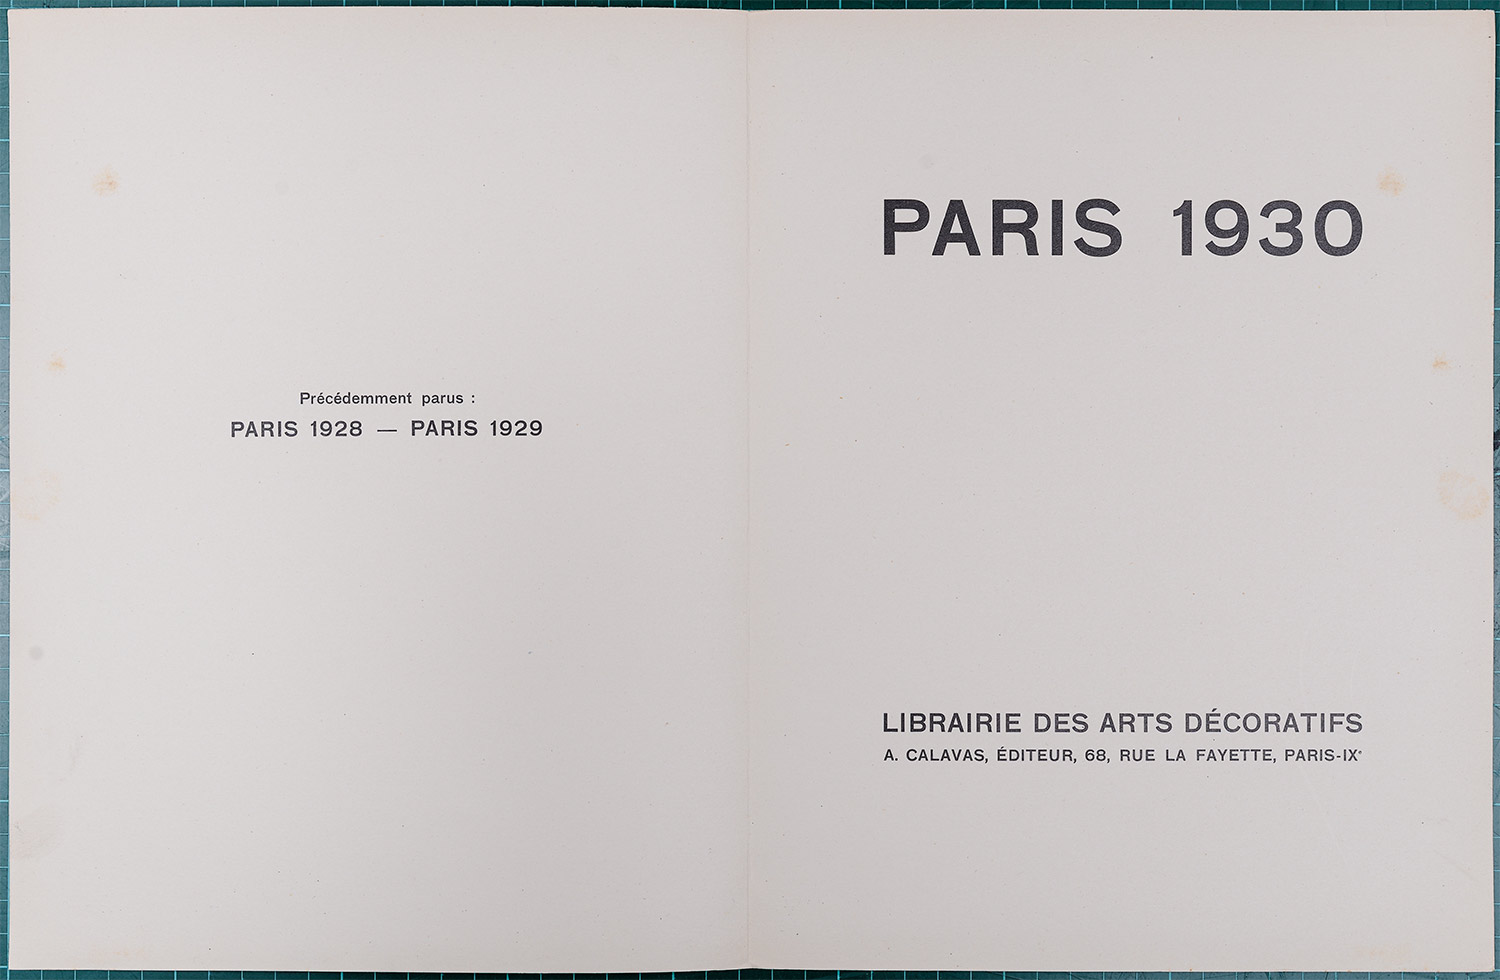 Précédemment parus :
PARIS 1928 — PARIS 1929
PARIS 1930
LIBRAIRIE DES ARTS DÉCORATIFS
A. CALAVAS, ÉDITEUR, 68, RUE LA FAYETTE, PARIS-IXᵉ